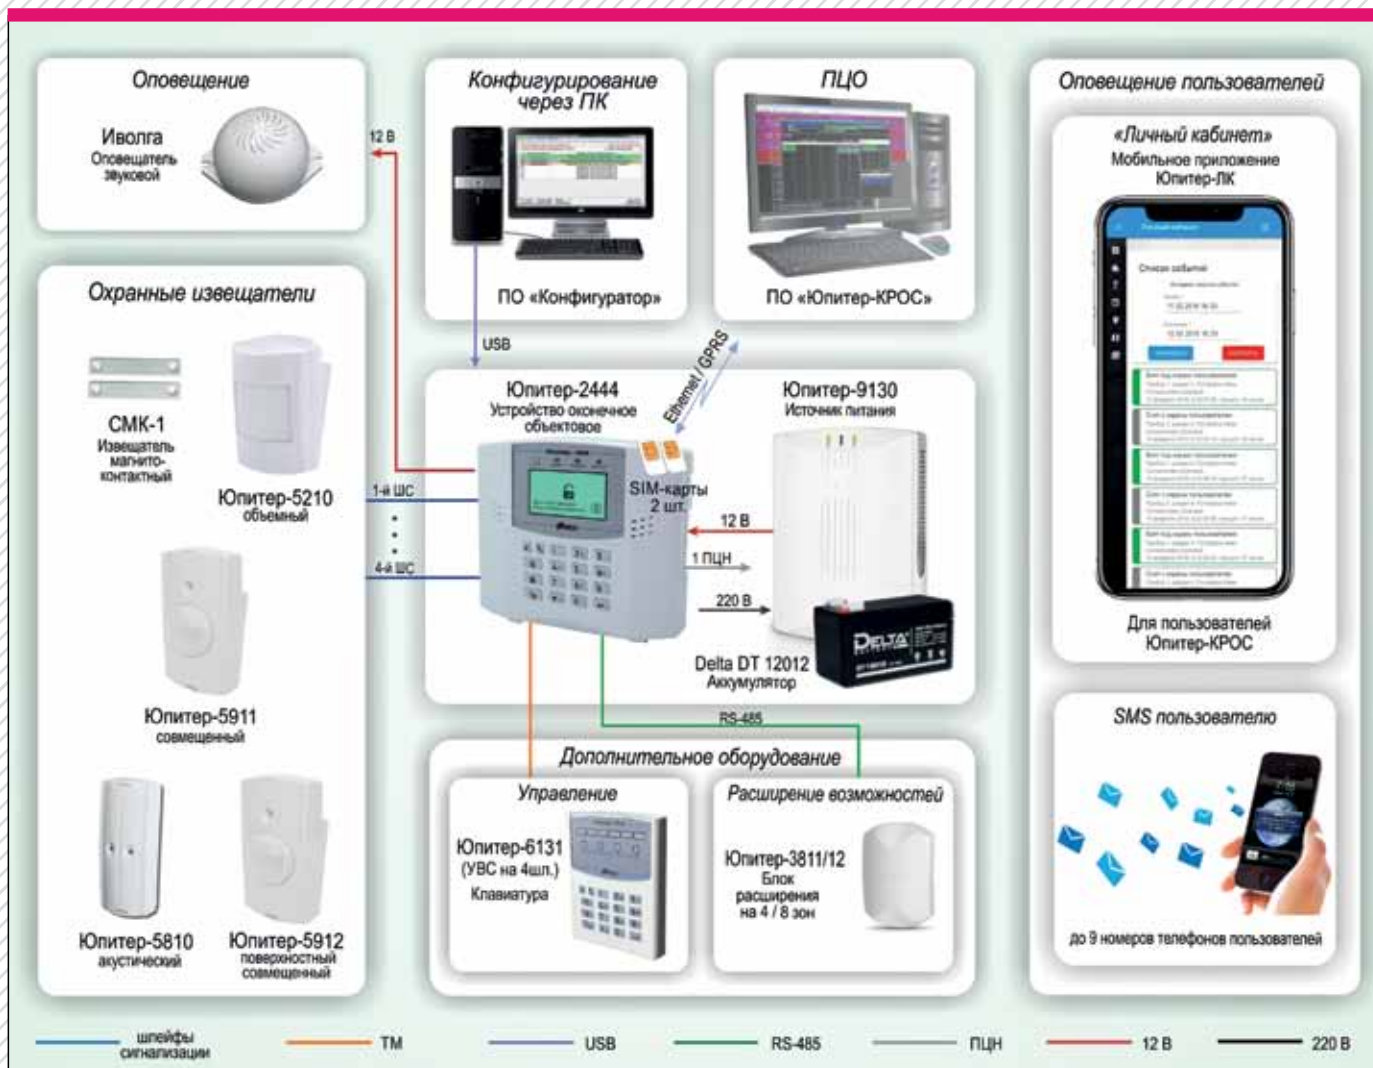 Оповещение
Иволга
Оповещатель
звуковой
12 В
Охранные извещатели
СМК-1
Извещатель
магнито-
контактный
Юпитер-5210
объемный
1-й ШС
4-й ШС
Юпитер-5911
совмещенный
Юпитер-5810
акустический
Юпитер-5912
поверхностный
совмещенный
Конфигурирование
через ПК
ПО «Конфигуратор»
USB
ПЦО
ПО «Юпитер-КРОС»
Ethernet / GPRS
Юпитер-2444
Устройство оконечное
объектовое
SIM-карты
2 шт.
Юпитер-9130
Источник питания
12 В
1 ПЦН
220 В
DELTA
Delta DT 12012
Аккумулятор
RS-485
Дополнительное оборудование
Управление
Юпитер-6131
(УВС на 4шл.)
Клавиатура
Расширение возможностей
Юпитер-3811/12
Блок
расширения
на 4 / 8 зон
Оповещение пользователей
«Личный кабинет»
Мобильное приложение
Юпитер-ЛК
Список событий
Для пользователей
Юпитер-КРОС
SMS пользователю
до 9 номеров телефонов пользователей
шлейфы
сигнализации
ТМ
USB
RS-485
ПЦН
12 В
220 В